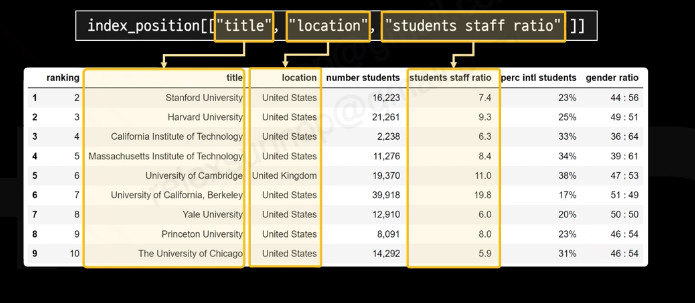 index_position[["title", "location", "students staff ratio" ]]
ranking title location number students students staff ratio perc intl students gender ratio
1 2 Stanford University United States 16,223 7.4 23% 44 : 56
2 3 Harvard University United States 21,261 9.3 25% 49 : 51
3 4 California Institute of Technology United States 2,238 6.3 33% 36 : 64
4 5 Massachusetts Institute of Technology United States 11,276 8.4 34% 39 : 61
5 6 University of Cambridge United Kingdom 19,370 11.0 38% 47 : 53
6 7 University of California, Berkeley United States 39,918 19.8 17% 51 : 49
7 8 Yale University United States 12,910 6.0 20% 50 : 50
8 9 Princeton University United States 8,091 8.0 23% 46 : 54
9 10 The University of Chicago United States 14,292 5.9 31% 46 : 54